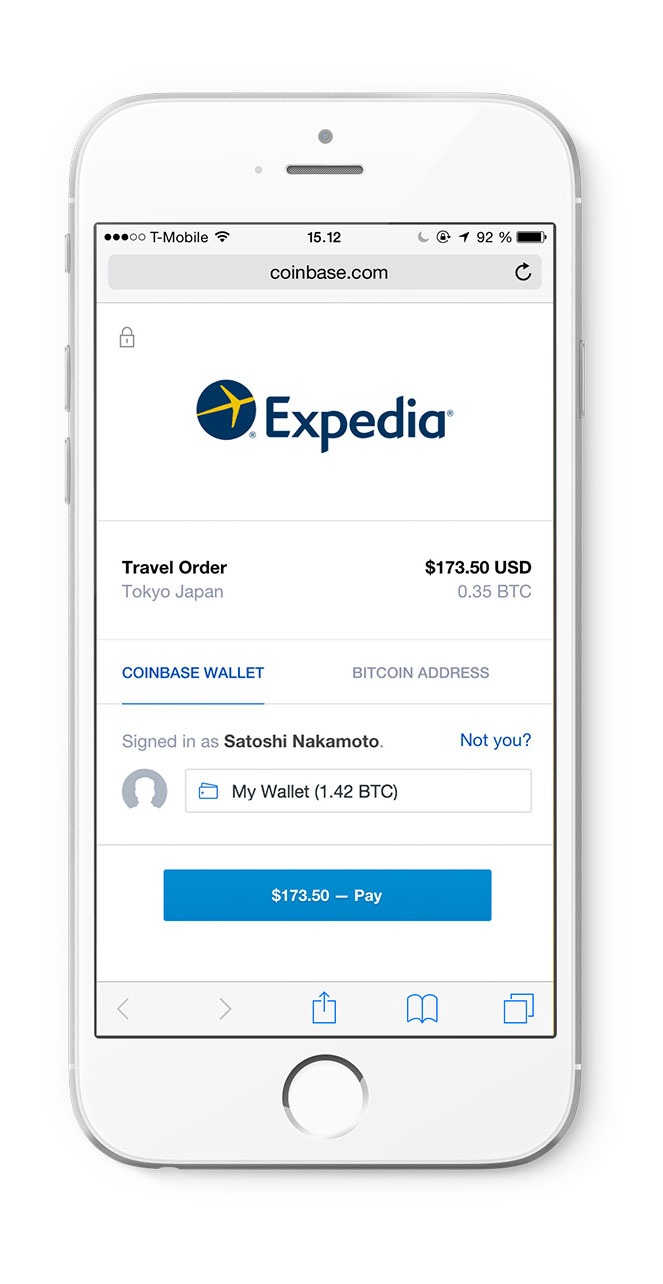 T-Mobile 15.12 92 %
coinbase.com
Expedia®
Travel Order $173.50 USD
Tokyo Japan 0.35 BTC
COINBASE WALLET BITCOIN ADDRESS
Signed in as Satoshi Nakamoto. Not you?
My Wallet (1.42 BTC)
$173.50 — Pay